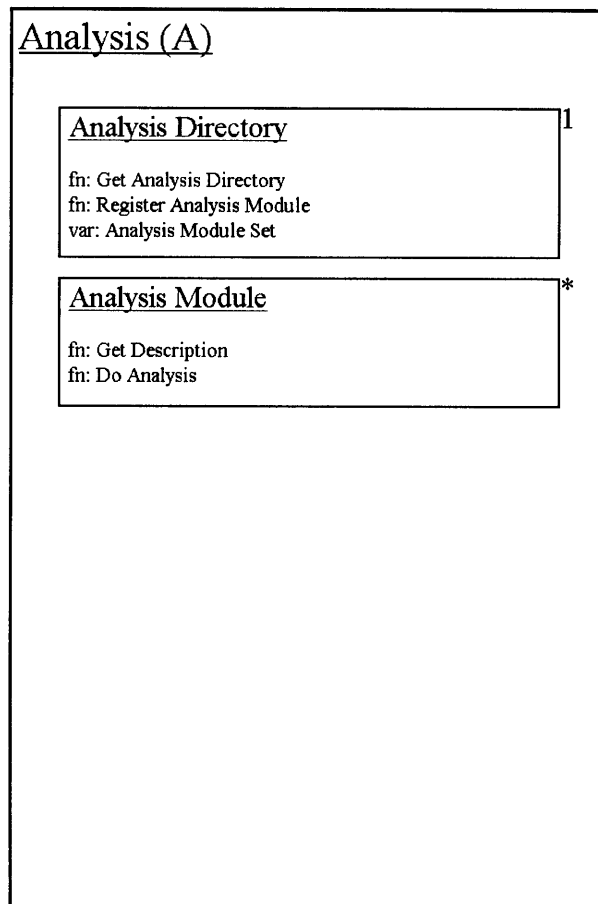 Analysis (A)
Analysis Directory
1
fn: Get Analysis Directory
fn: Register Analysis Module
var: Analysis Module Set
Analysis Module
*
fn: Get Description
fn: Do Analysis